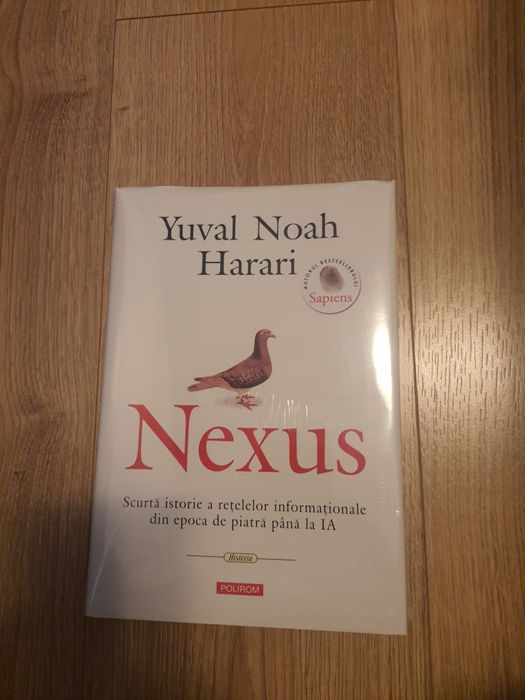 Yuval Noah
Harari
AUTORUL BESTSELLERULUI
Sapiens
Nexus
Scurtă istorie a rețelelor informaționale
din epoca de piatră până la IA
Historia
POLIROM